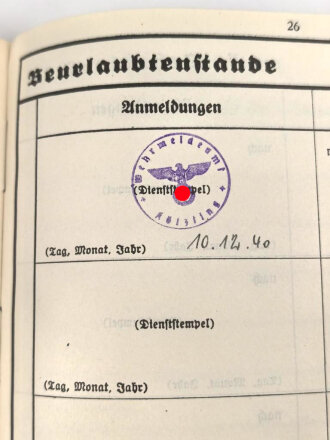 26
Beurlaubtenstande
Anmeldungen
Wehrmeldeamt
(Dienststempel)
Kötzting
(Tag, Monat, Jahr) 10.12.40
(Dienststempel)
(Tag, Monat, Jahr)